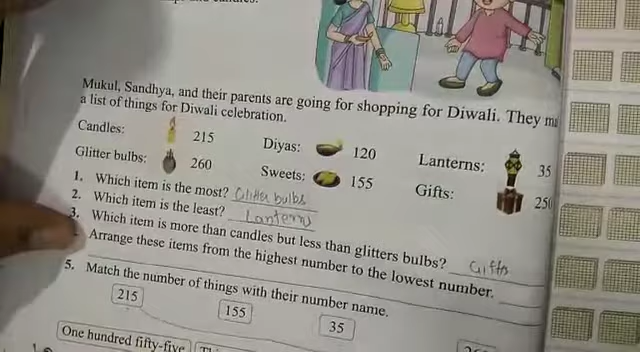 Mukul, Sandhya, and their parents are going for shopping for Diwali. They
a list of things for Diwali celebration.
Candles: 215 Diyas: 120 Lanterns: 35
Glitter bulbs: 260 Sweets: 155 Gifts: 250
1. Which item is the most? Glitter bulbs
2. Which item is the least? Lanterns
3. Which item is more than candles but less than glitters bulbs? Gifts
Arrange these items from the highest number to the lowest number.
5. Match the number of things with their number name.
215 155 35
One hundred fifty-five